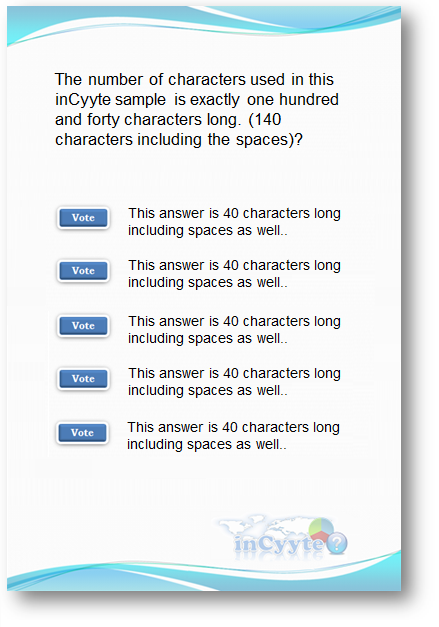 The number of characters used in this
inCyyte sample is exactly one hundred
and forty characters long. (140
characters including the spaces)?
Vote
This answer is 40 characters long
including spaces as well..
Vote
This answer is 40 characters long
including spaces as well..
Vote
This answer is 40 characters long
including spaces as well..
Vote
This answer is 40 characters long
including spaces as well..
Vote
This answer is 40 characters long
including spaces as well..
inCyyte?